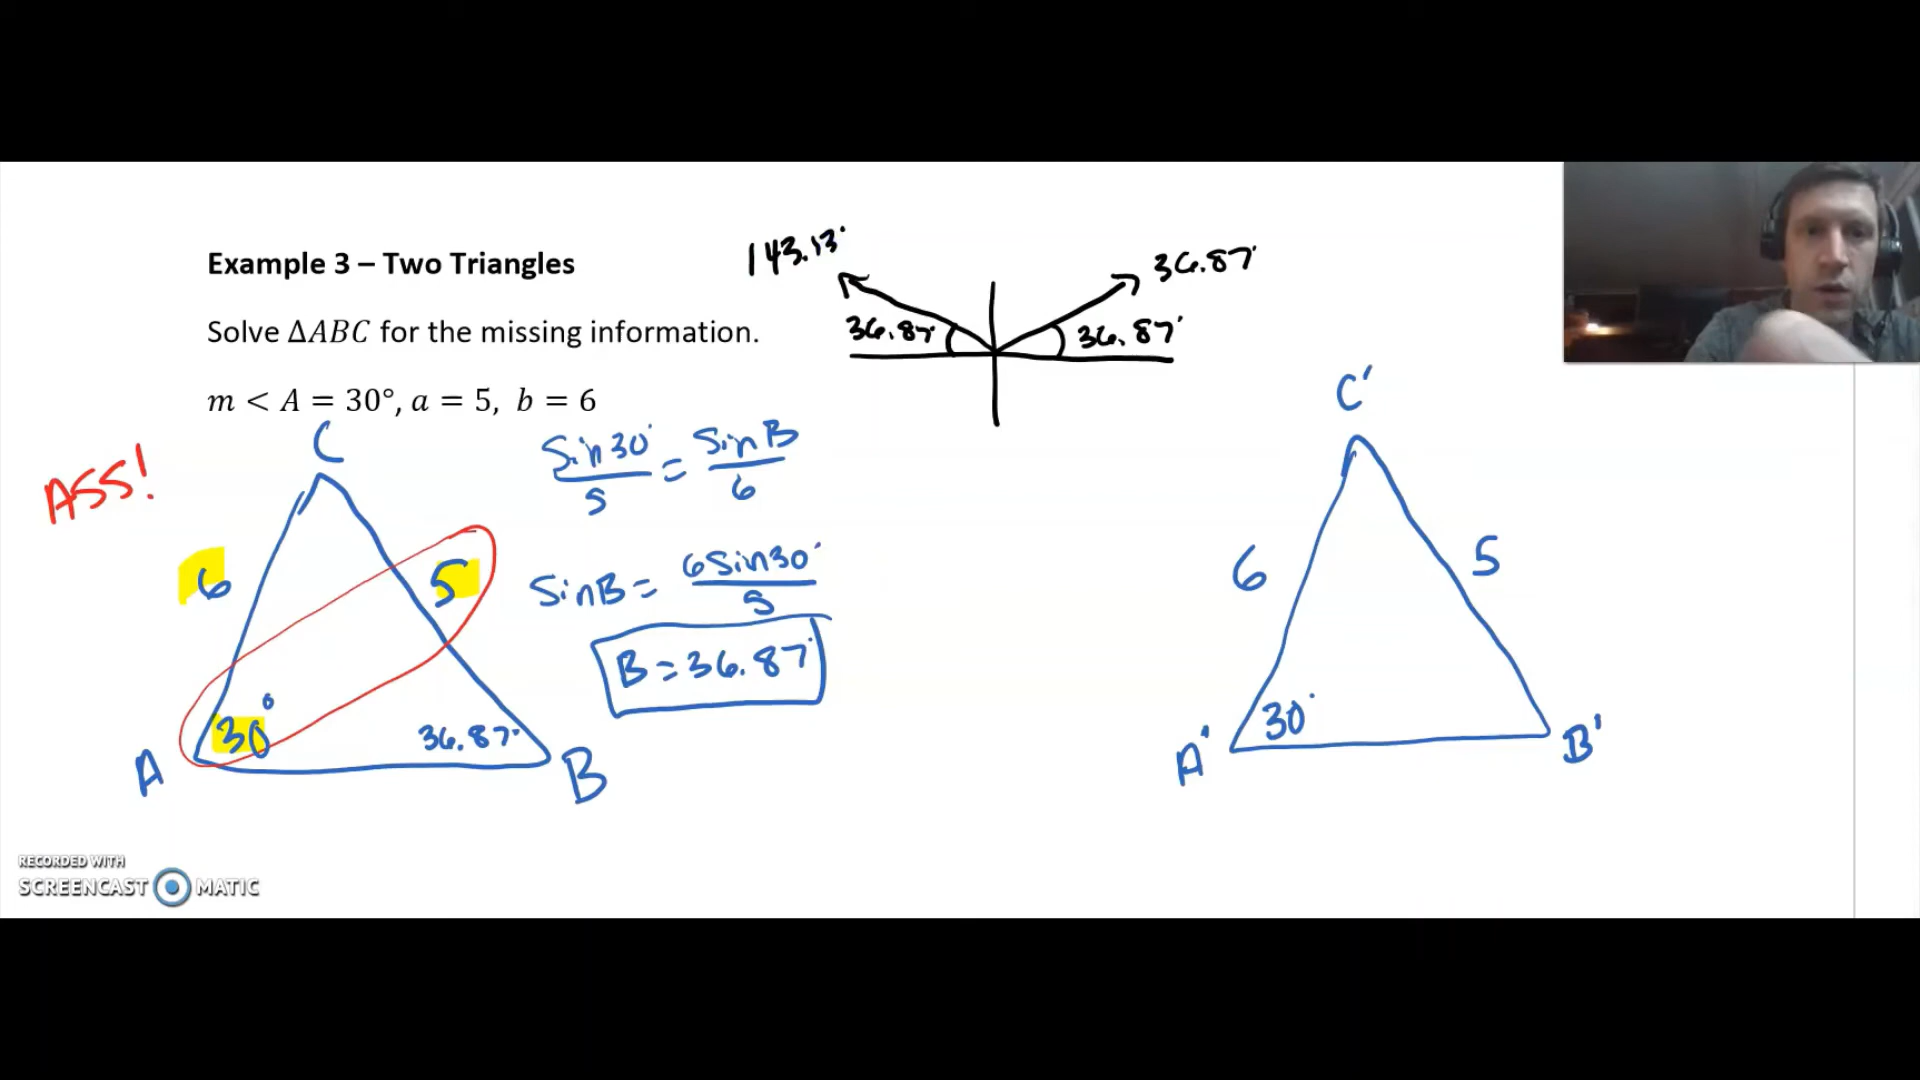 Example 3 – Two Triangles
Solve ΔABC for the missing information.
m < A = 30°, a = 5, b = 6
143.13°
36.87°
36.87°
36.87°
ASS!
C
6
5
30°
36.87°
A
B
Sin30° / 5 = SinB / 6
SinB = 6Sin30° / 5
B = 36.87°
C'
6
5
30°
A'
B'
RECORDED WITH
SCREENCAST MATIC